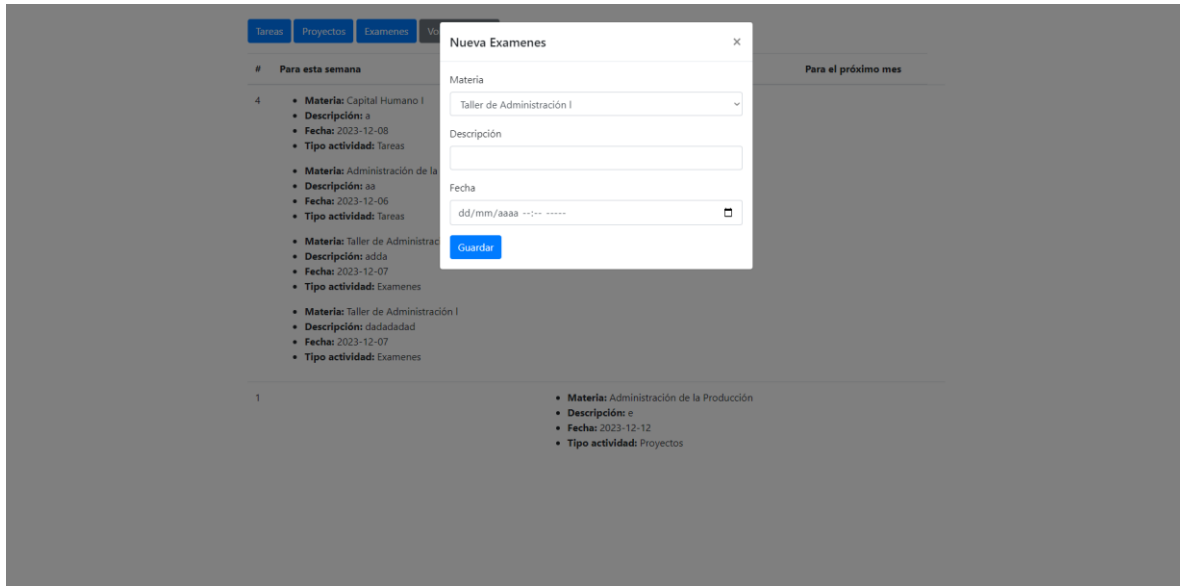 Tareas
Proyectos
Examenes
Nueva Examenes
×
# Para esta semana
Para el próximo mes
Materia
Taller de Administración I
Descripción
Fecha
dd/mm/aaaa --:-- -----
Guardar
4
Materia: Capital Humano I
Descripción: a
Fecha: 2023-12-08
Tipo actividad: Tareas
Materia: Administración de la
Descripción: aa
Fecha: 2023-12-06
Tipo actividad: Tareas
Materia: Taller de Administrac
Descripción: adda
Fecha: 2023-12-07
Tipo actividad: Examenes
Materia: Taller de Administración I
Descripción: dadadadad
Fecha: 2023-12-07
Tipo actividad: Examenes
1
Materia: Administración de la Producción
Descripción: e
Fecha: 2023-12-12
Tipo actividad: Proyectos